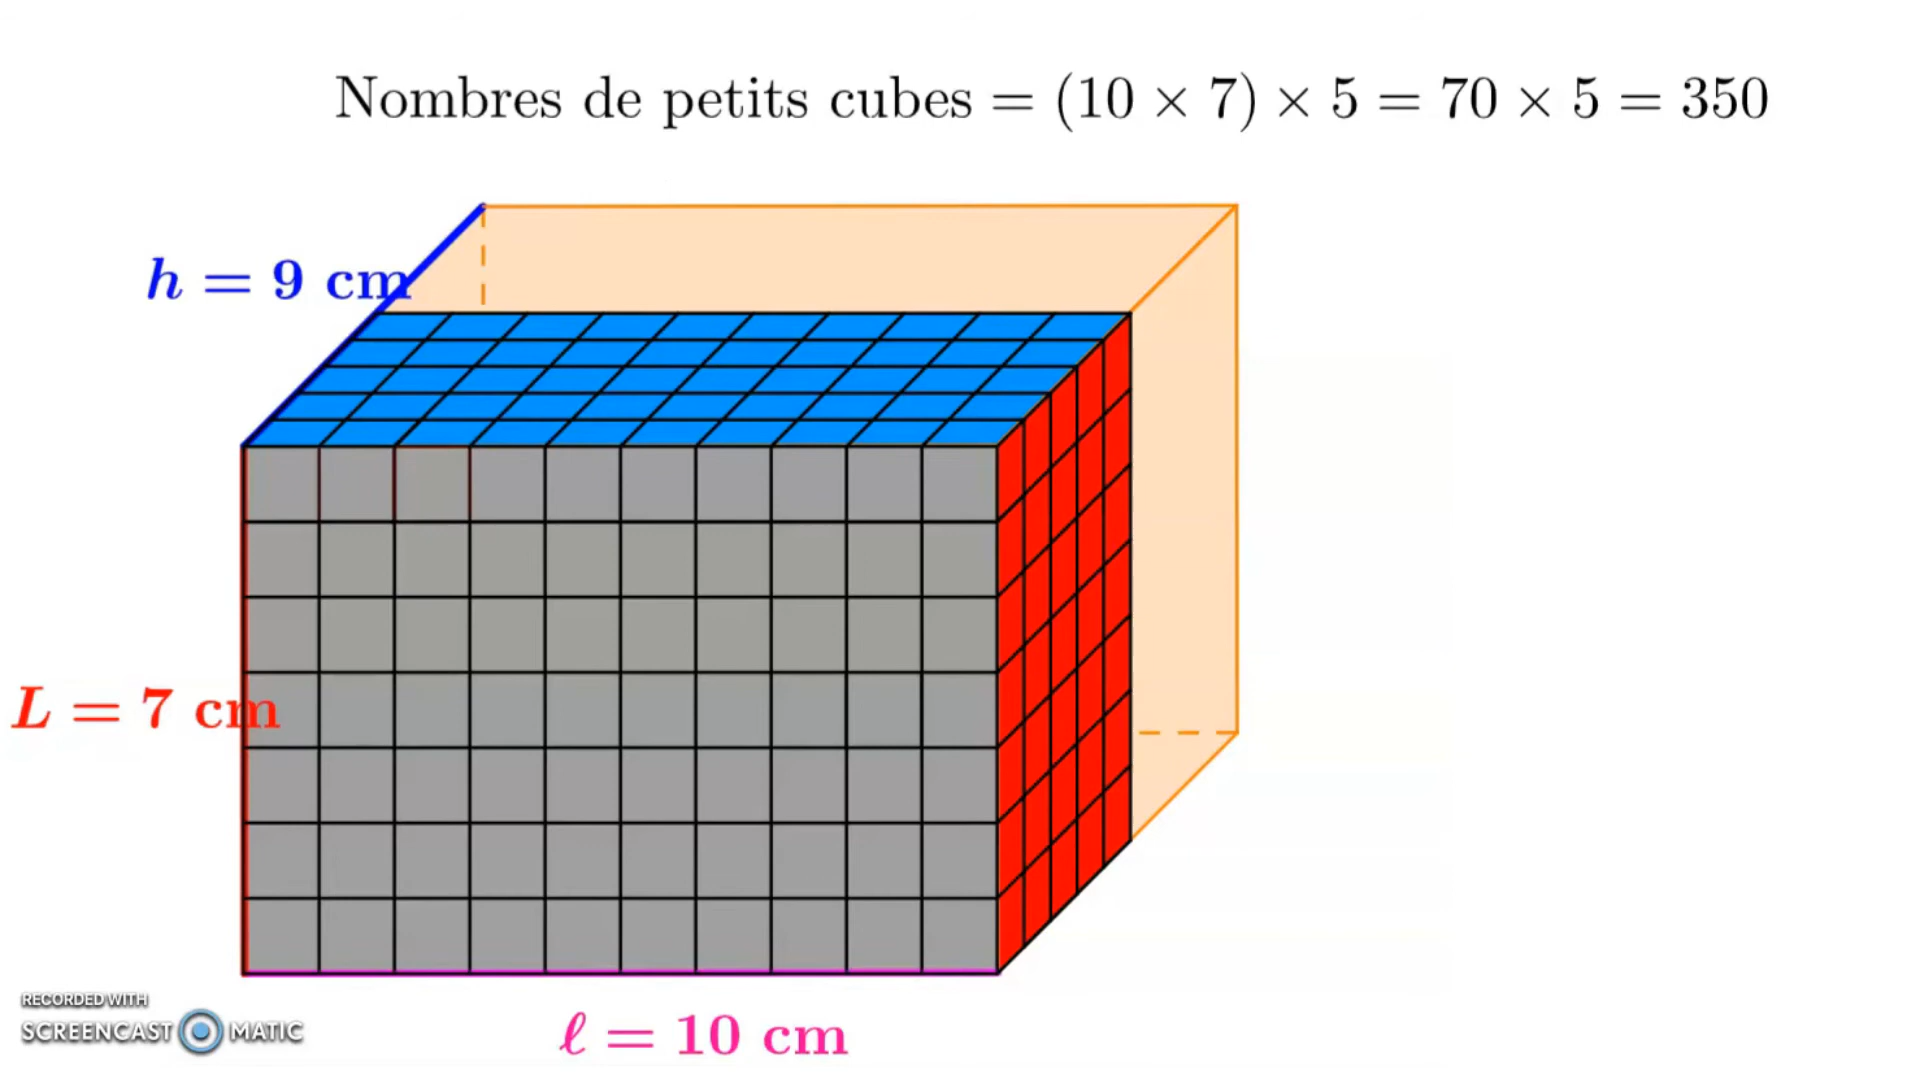 Nombres de petits cubes = (10 × 7) × 5 = 70 × 5 = 350
h = 9 cm
L = 7 cm
ℓ = 10 cm
RECORDED WITH
SCREENCAST MATIC